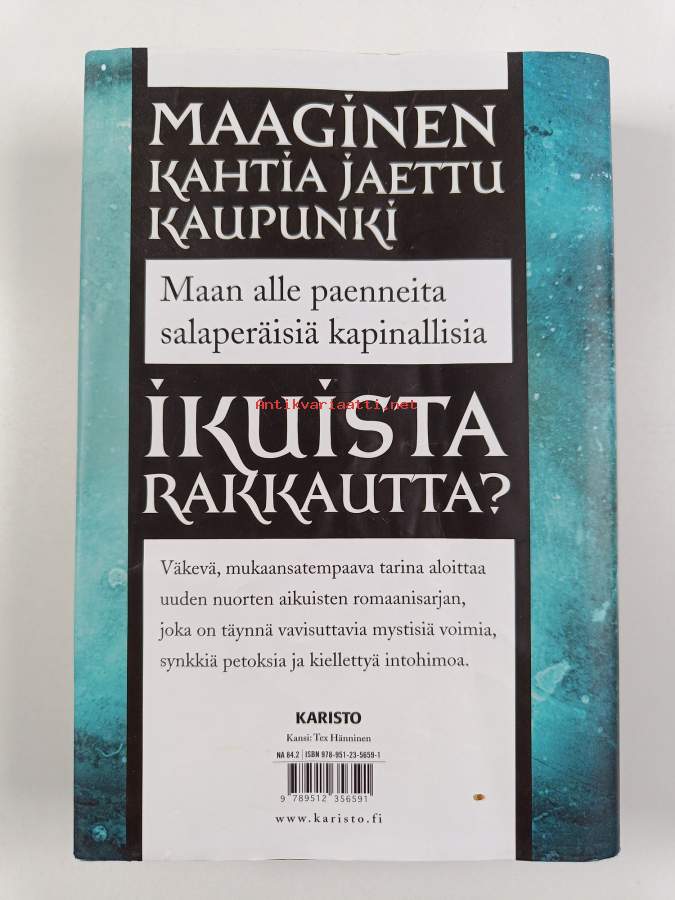 MAAGINEN
KAHTIA JAETTU
KAUPUNKI
Maan alle paenneita
salaperäisiä kapinallisia
Antikvariaatti.net
IKUISTA
RAKKAUTTA?
Väkevä, mukaansatempaava tarina aloittaa
uuden nuorten aikuisten romaanisarjan,
joka on täynnä vavisuttavia mystisiä voimia,
synkkiä petoksia ja kiellettyä intohimoa.
KARISTO
Kansi: Tex Hänninen
NA 84.2 ISBN 978-951-23-5659-1
9 789512 356591
www.karisto.fi